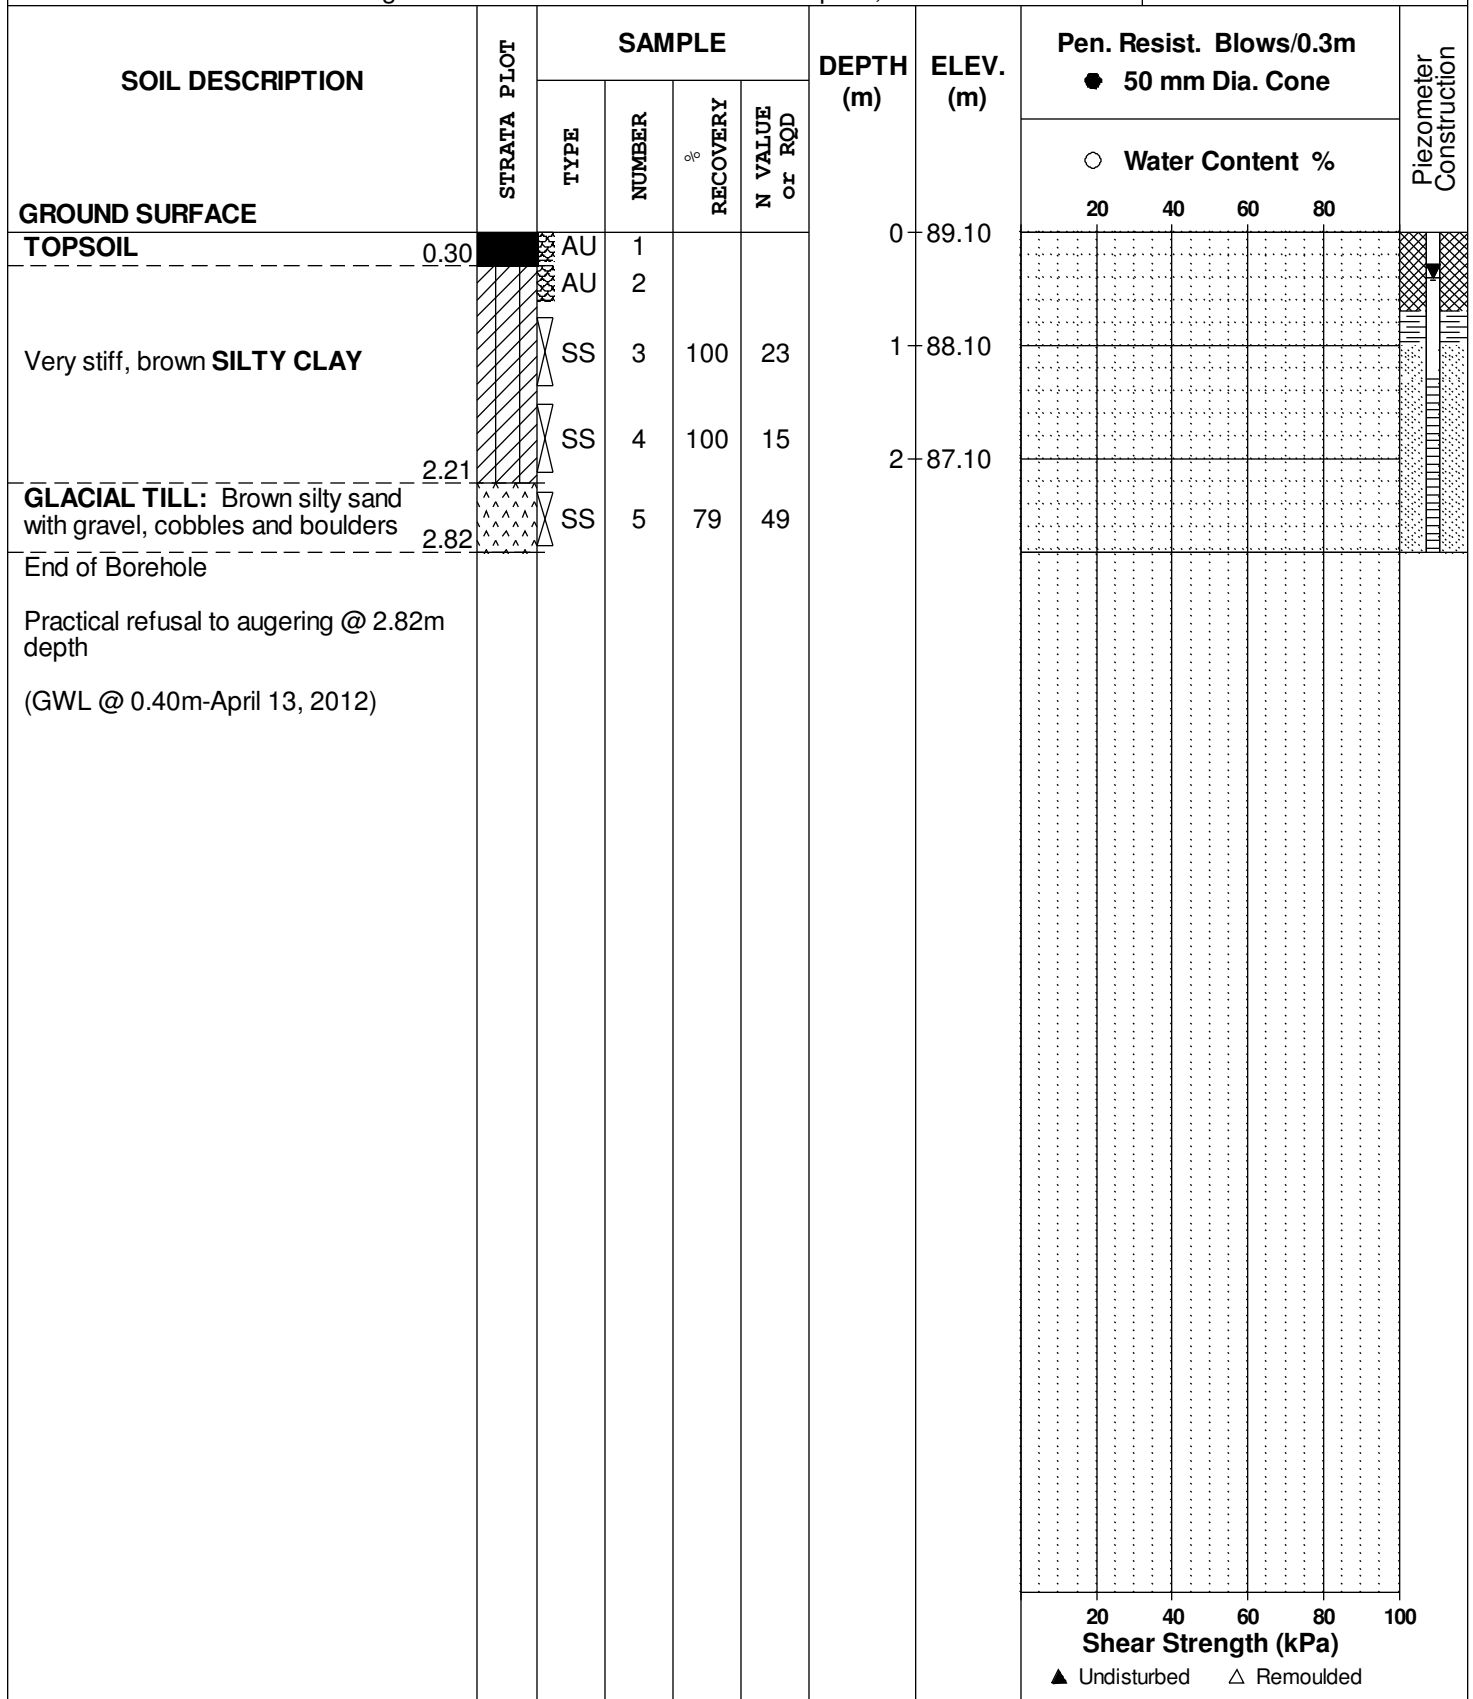 SOIL DESCRIPTION
GROUND SURFACE
STRATA PLOT
SAMPLE
TYPE
NUMBER
%
RECOVERY
N VALUE
or RQD
DEPTH
(m)
ELEV.
(m)
Pen. Resist. Blows/0.3m
● 50 mm Dia. Cone
○ Water Content %
20 40 60 80
Piezometer
Construction
TOPSOIL
0.30
AU 1
0 89.10
AU 2
Very stiff, brown SILTY CLAY
SS 3 100 23
1 88.10
SS 4 100 15
2 87.10
2.21
GLACIAL TILL: Brown silty sand
with gravel, cobbles and boulders
2.82
SS 5 79 49
End of Borehole
Practical refusal to augering @ 2.82m
depth
(GWL @ 0.40m-April 13, 2012)
20 40 60 80 100
Shear Strength (kPa)
▲ Undisturbed △ Remoulded